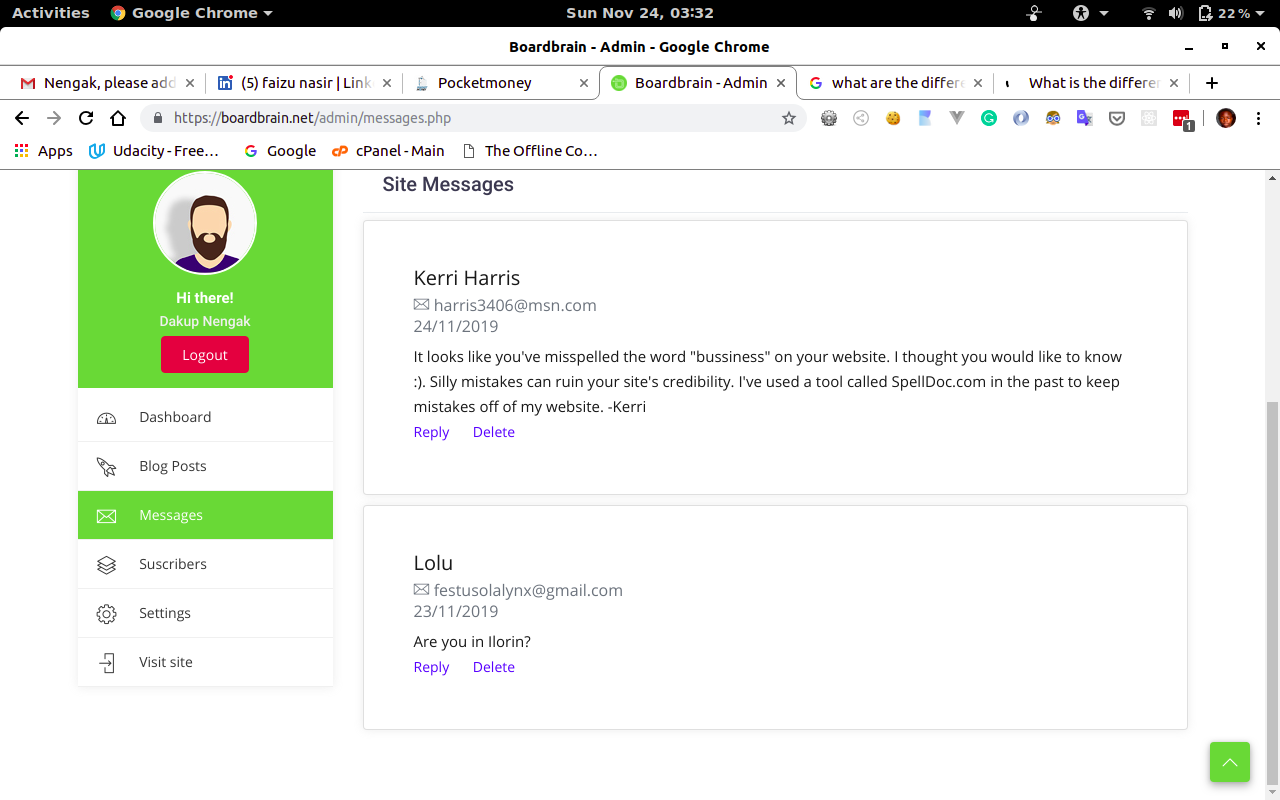 Activities Google Chrome Sun Nov 24, 03:32 22%
Boardbrain - Admin - Google Chrome
Nengak, please add (5) faizu nasir | Link Pocketmoney Boardbrain - Admin what are the differe What is the differen
https://boardbrain.net/admin/messages.php 1
Apps Udacity - Free... Google cPanel - Main The Offline Co...
Site Messages
Hi there!
Dakup Nengak
Logout
Dashboard
Blog Posts
Messages
Suscribers
Settings
Visit site
Kerri Harris
harris3406@msn.com
24/11/2019
It looks like you've misspelled the word "bussiness" on your website. I thought you would like to know
:). Silly mistakes can ruin your site's credibility. I've used a tool called SpellDoc.com in the past to keep
mistakes off of my website. -Kerri
Reply Delete
Lolu
festusolalynx@gmail.com
23/11/2019
Are you in Ilorin?
Reply Delete